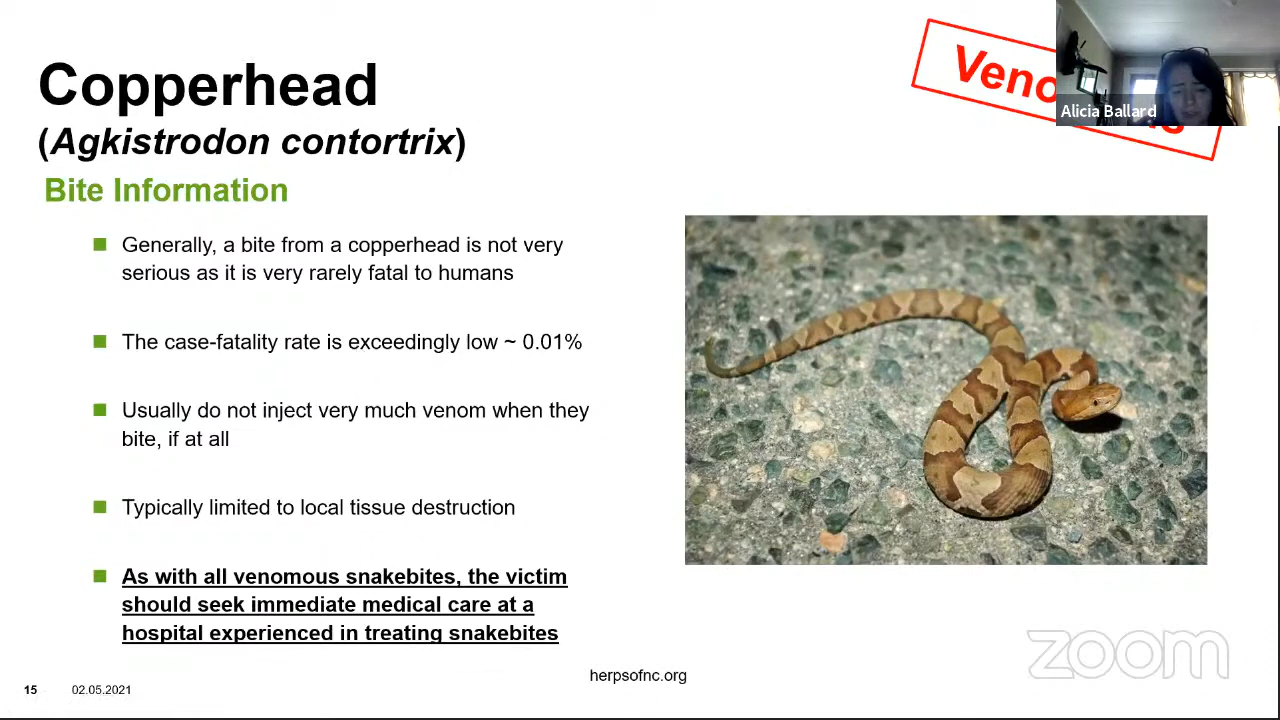 Copperhead
(Agkistrodon contortrix)
Bite Information
Generally, a bite from a copperhead is not very
serious as it is very rarely fatal to humans
The case-fatality rate is exceedingly low ~ 0.01%
Usually do not inject very much venom when they
bite, if at all
Typically limited to local tissue destruction
As with all venomous snakebites, the victim
should seek immediate medical care at a
hospital experienced in treating snakebites
Alicia Ballard
herpsofnc.org
15 02.05.2021
zoom